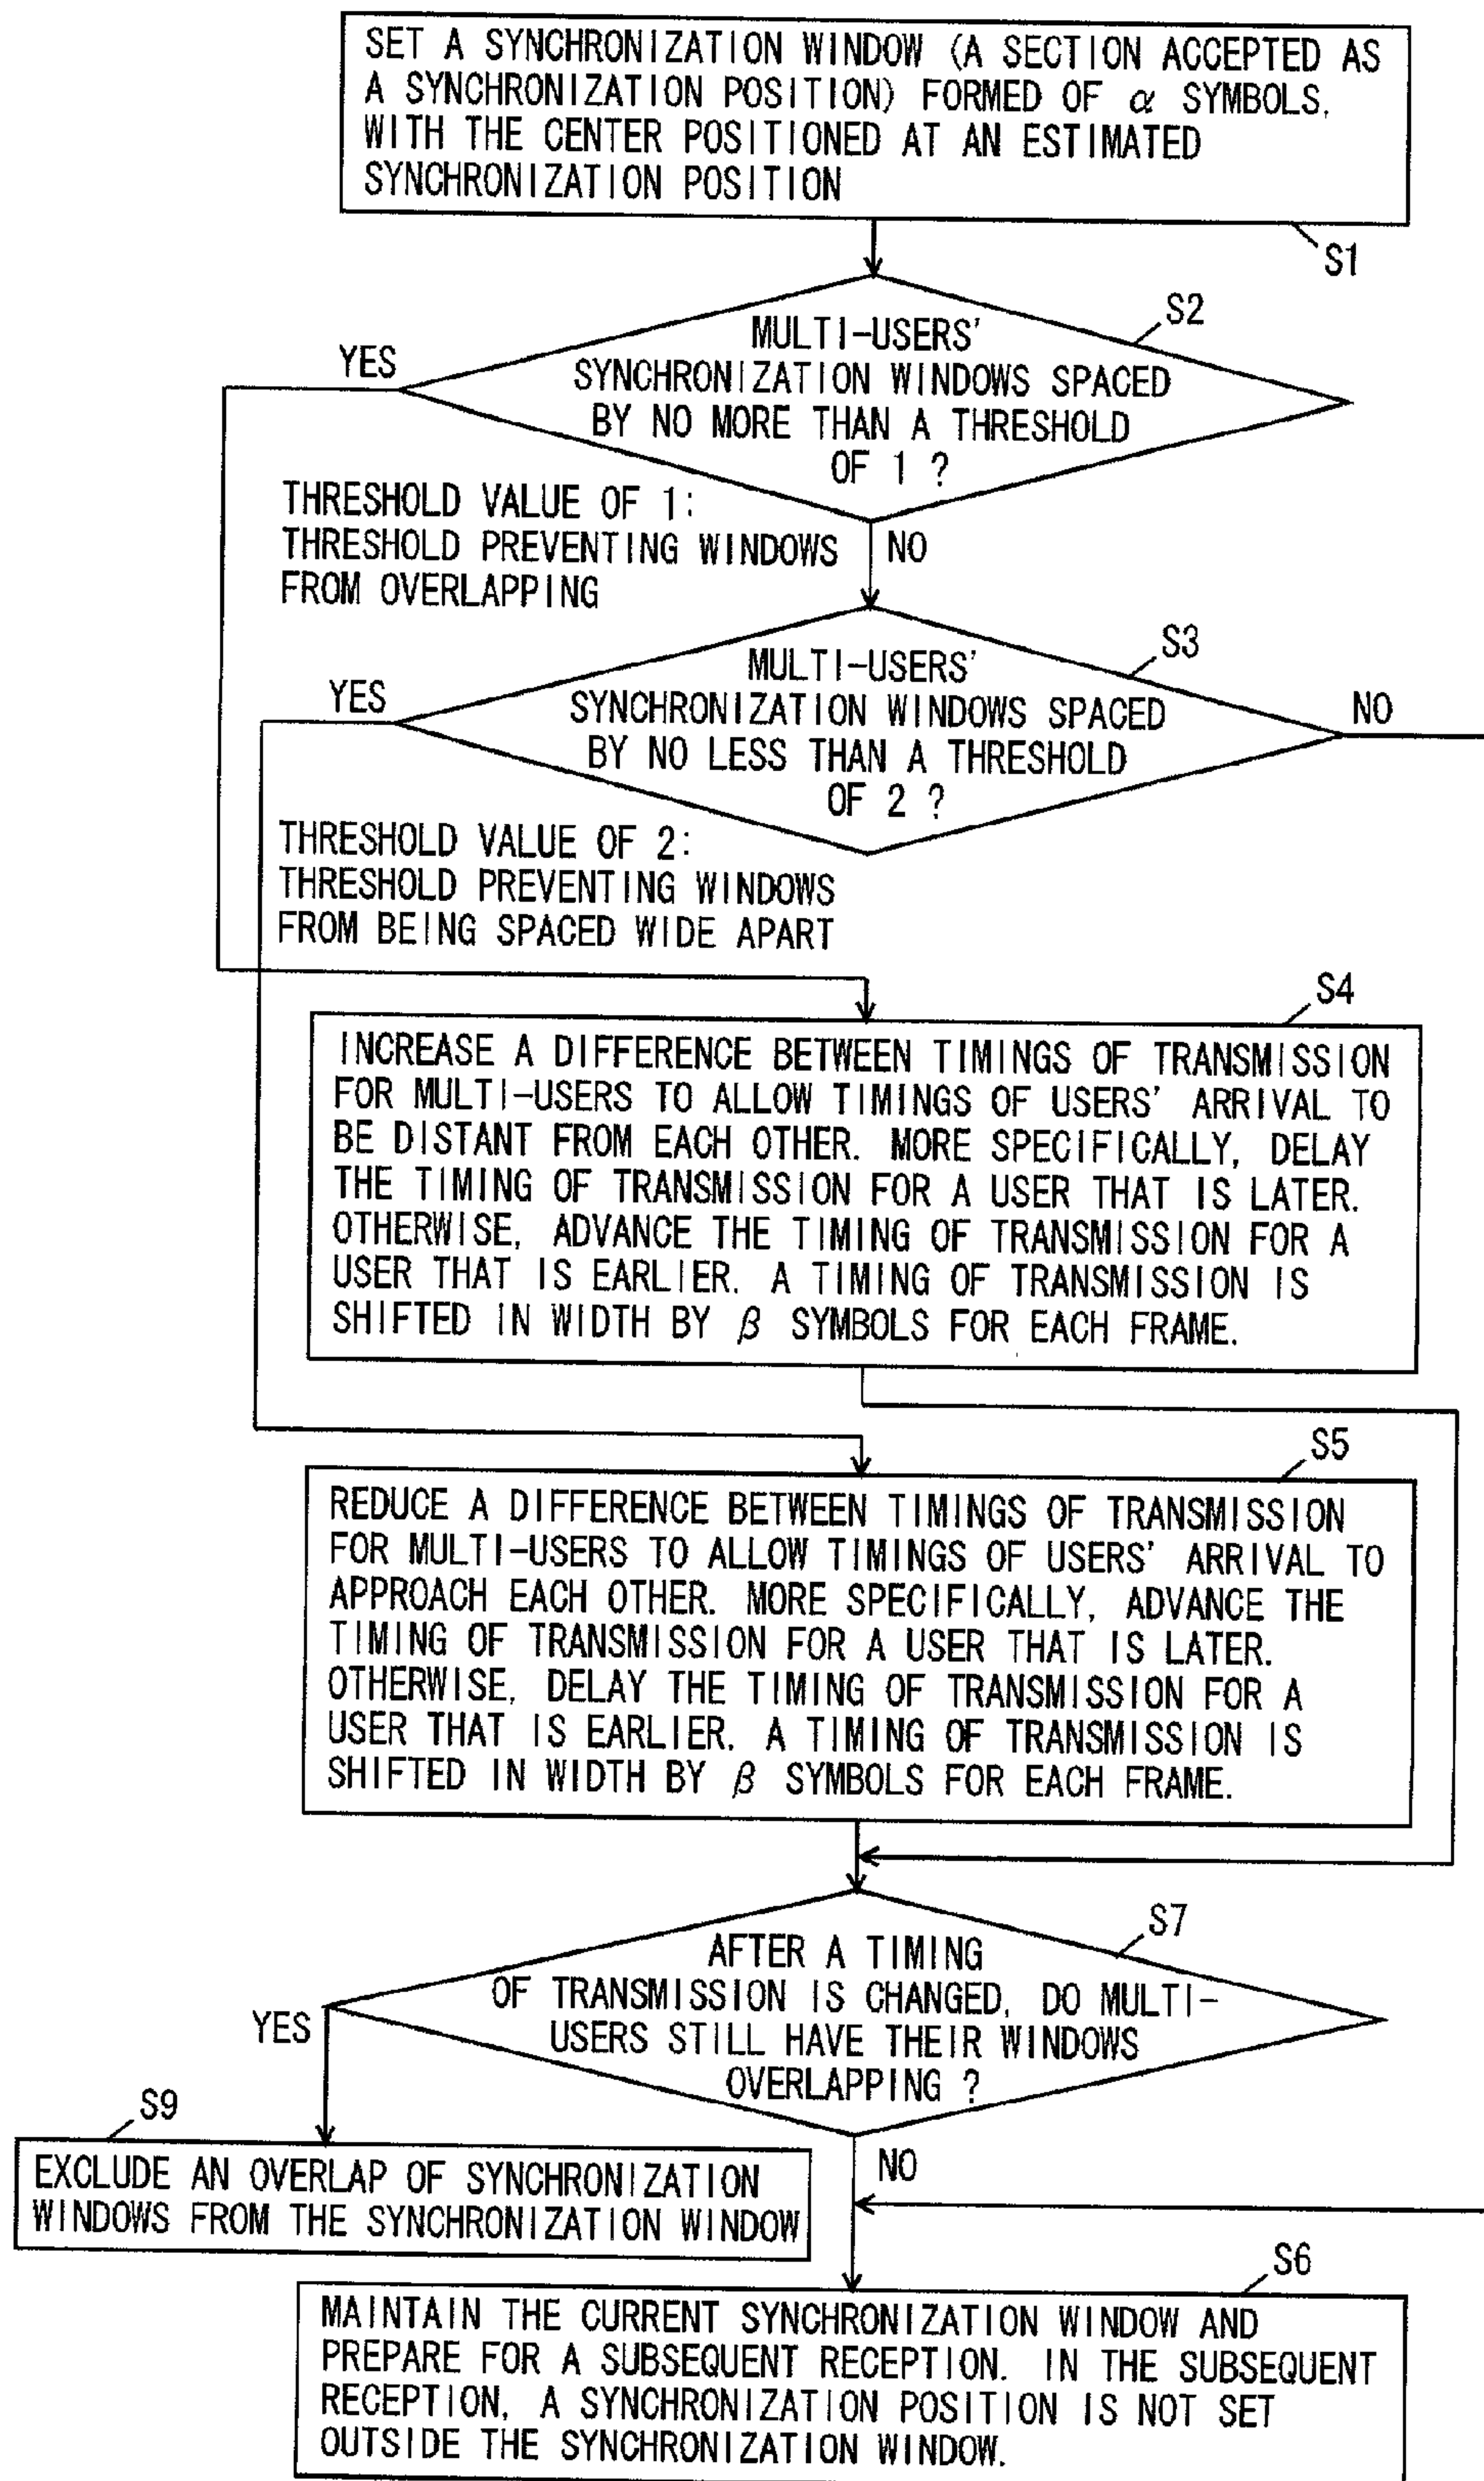 SET A SYNCHRONIZATION WINDOW (A SECTION ACCEPTED AS
A SYNCHRONIZATION POSITION) FORMED OF α SYMBOLS,
WITH THE CENTER POSITIONED AT AN ESTIMATED
SYNCHRONIZATION POSITION
S1
S2
MULTI-USERS'
SYNCHRONIZATION WINDOWS SPACED
BY NO MORE THAN A THRESHOLD
OF 1 ?
YES
THRESHOLD VALUE OF 1:
THRESHOLD PREVENTING WINDOWS
FROM OVERLAPPING
NO
S3
MULTI-USERS'
SYNCHRONIZATION WINDOWS SPACED
BY NO LESS THAN A THRESHOLD
OF 2 ?
YES
NO
THRESHOLD VALUE OF 2:
THRESHOLD PREVENTING WINDOWS
FROM BEING SPACED WIDE APART
S4
INCREASE A DIFFERENCE BETWEEN TIMINGS OF TRANSMISSION
FOR MULTI-USERS TO ALLOW TIMINGS OF USERS' ARRIVAL TO
BE DISTANT FROM EACH OTHER. MORE SPECIFICALLY, DELAY
THE TIMING OF TRANSMISSION FOR A USER THAT IS LATER.
OTHERWISE, ADVANCE THE TIMING OF TRANSMISSION FOR A
USER THAT IS EARLIER. A TIMING OF TRANSMISSION IS
SHIFTED IN WIDTH BY β SYMBOLS FOR EACH FRAME.
S5
REDUCE A DIFFERENCE BETWEEN TIMINGS OF TRANSMISSION
FOR MULTI-USERS TO ALLOW TIMINGS OF USERS' ARRIVAL TO
APPROACH EACH OTHER. MORE SPECIFICALLY, ADVANCE THE
TIMING OF TRANSMISSION FOR A USER THAT IS LATER.
OTHERWISE, DELAY THE TIMING OF TRANSMISSION FOR A
USER THAT IS EARLIER. A TIMING OF TRANSMISSION IS
SHIFTED IN WIDTH BY β SYMBOLS FOR EACH FRAME.
S7
AFTER A TIMING
OF TRANSMISSION IS CHANGED, DO MULTI-
USERS STILL HAVE THEIR WINDOWS
OVERLAPPING ?
YES
NO
S9
EXCLUDE AN OVERLAP OF SYNCHRONIZATION
WINDOWS FROM THE SYNCHRONIZATION WINDOW
S6
MAINTAIN THE CURRENT SYNCHRONIZATION WINDOW AND
PREPARE FOR A SUBSEQUENT RECEPTION. IN THE SUBSEQUENT
RECEPTION, A SYNCHRONIZATION POSITION IS NOT SET
OUTSIDE THE SYNCHRONIZATION WINDOW.